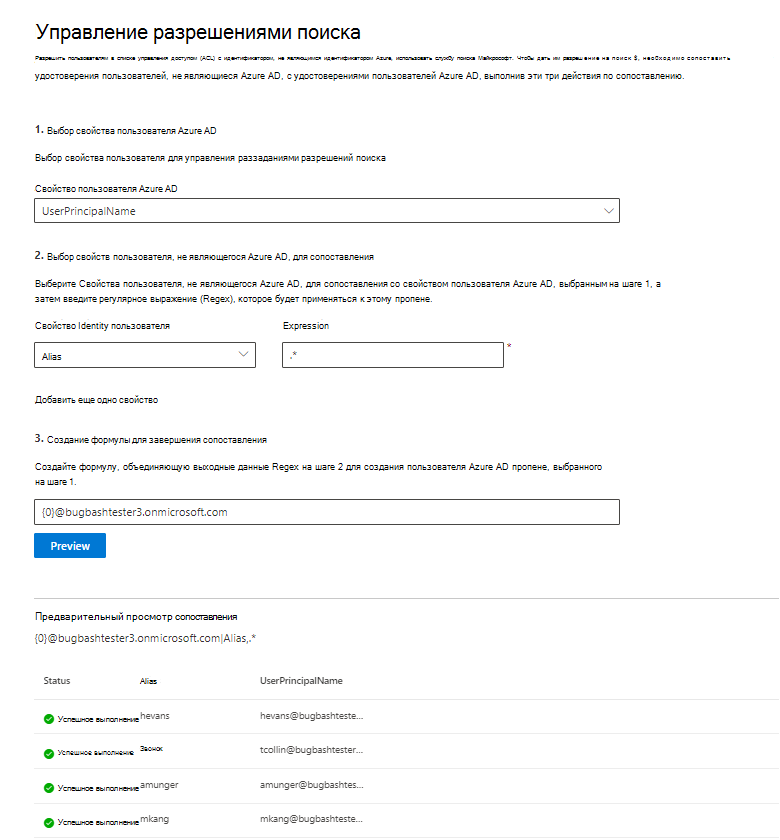 Управление разрешениями поиска
Разрешить пользователям в списке управления доступом (ACL) с идентификатором, не являющимся идентификатором Azure, использовать службу поиска Майкрософт. Чтобы дать им разрешение на поиск $, необходимо сопоставить
удостоверения пользователей, не являющиеся Azure AD, с удостоверениями пользователей Azure AD, выполнив эти три действия по сопоставлению.
1. Выбор свойства пользователя Azure AD
Выбор свойства пользователя для управления раззаданиями разрешений поиска
Свойство пользователя Azure AD
UserPrincipalName
2. Выбор свойств пользователя, не являющегося Azure AD, для сопоставления
Выберите Свойства пользователя, не являющегося Azure AD, для сопоставления со свойством пользователя Azure AD, выбранным на шаге 1, а
затем введите регулярное выражение (Regex), которое будет применяться к этому пропене.
Свойство Identity пользователя Expression
Alias .* *
Добавить еще одно свойство
3. Создание формулы для завершения сопоставления
Создайте формулу, объединяющую выходные данные Regex на шаге 2 для создания пользователя Azure AD пропене, выбранного
на шаге 1.
{0}@bugbashtester3.onmicrosoft.com
Preview
Предварительный просмотр сопоставления
{0}@bugbashtester3.onmicrosoft.com|Alias,.*
Status Alias UserPrincipalName
Успешное выполнение hevans hevans@bugbashteste...
Успешное выполнение Звонок tcollin@bugbashtester...
Успешное выполнение amunger amunger@bugbashtes...
Успешное выполнение mkang mkang@bugbashteste...